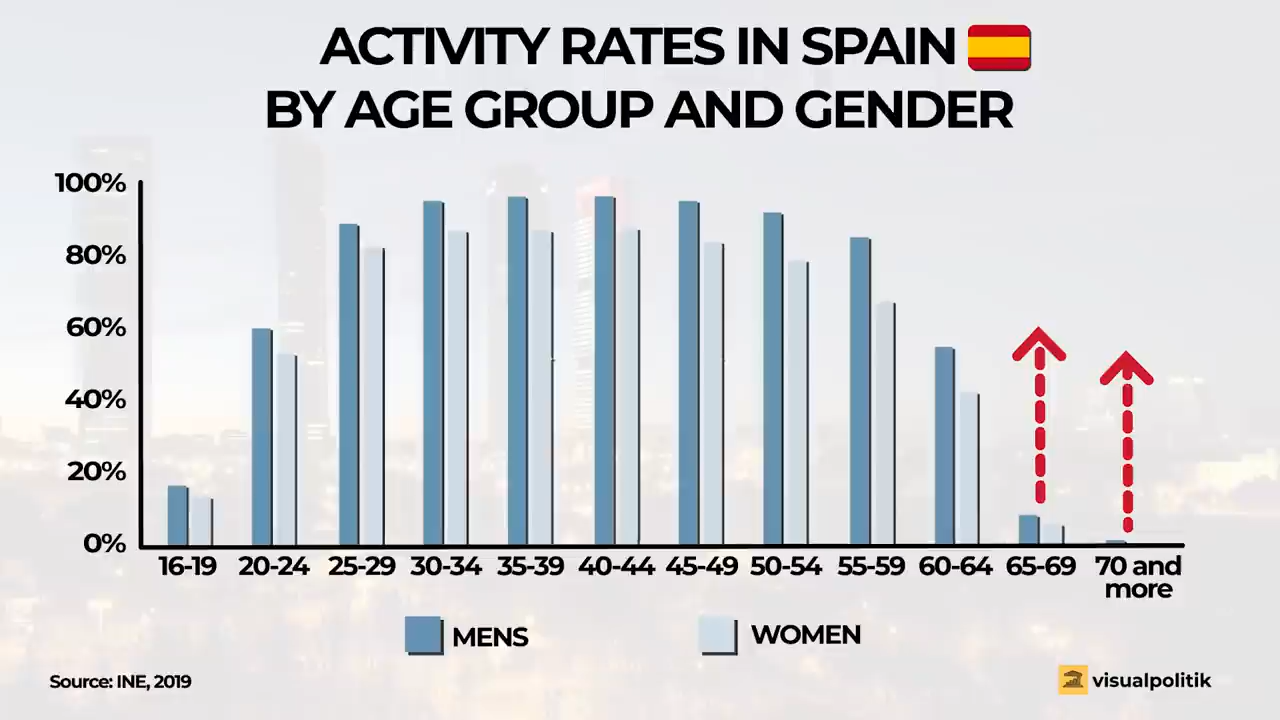 ACTIVITY RATES IN SPAIN
BY AGE GROUP AND GENDER
100%
80%
60%
40%
20%
0%
16-19 20-24 25-29 30-34 35-39 40-44 45-49 50-54 55-59 60-64 65-69 70 and
more
MENS WOMEN
Source: INE, 2019
visualpolitik